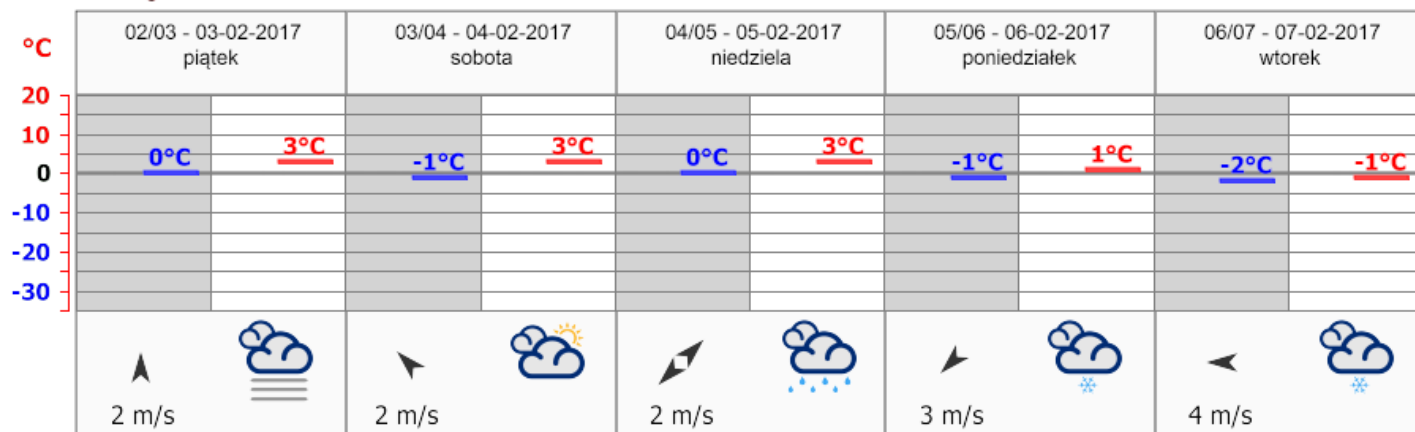 °C
02/03 - 03-02-2017
piątek
03/04 - 04-02-2017
sobota
04/05 - 05-02-2017
niedziela
05/06 - 06-02-2017
poniedziałek
06/07 - 07-02-2017
wtorek
20
10
0
-10
-20
-30
0°C
3°C
-1°C
3°C
0°C
3°C
-1°C
1°C
-2°C
-1°C
2 m/s
2 m/s
2 m/s
3 m/s
4 m/s